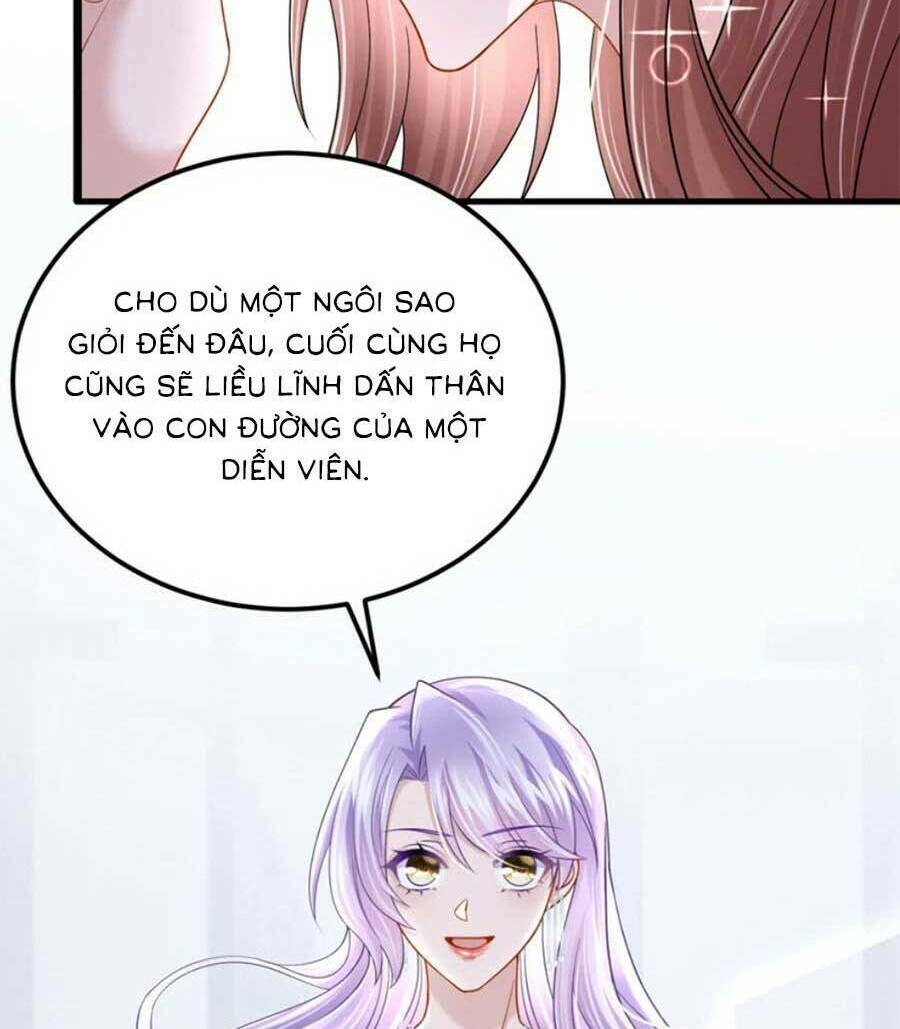 CHO DÙ MỘT NGÔI SAO
GIỎI ĐẾN ĐÂU, CUỐI CÙNG HỌ
CŨNG SẼ LIỀU LĨNH DẤN THÂN
VÀO CON ĐƯỜNG CỦA MỘT
DIỄN VIÊN.